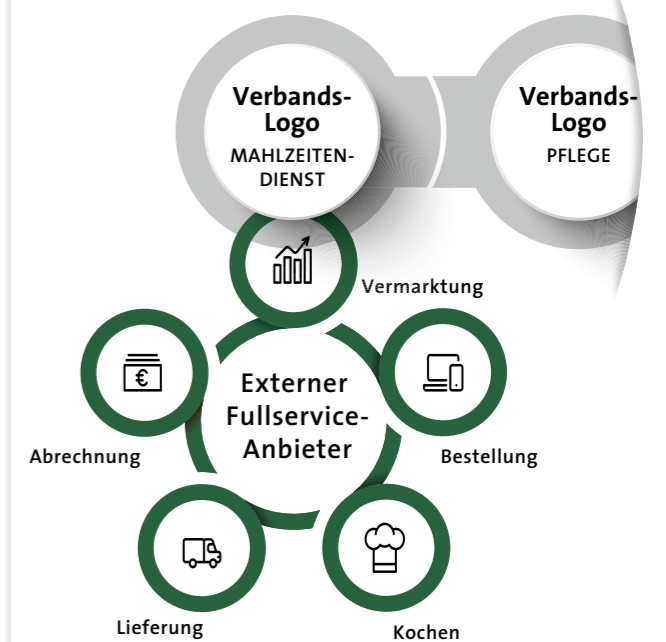 Verbands-
Logo
MAHLZEITEN-
DIENST
Verbands-
Logo
PFLEGE
Vermarktung
€
Externer
Fullservice-
Anbieter
Abrechnung
Bestellung
Lieferung
Kochen